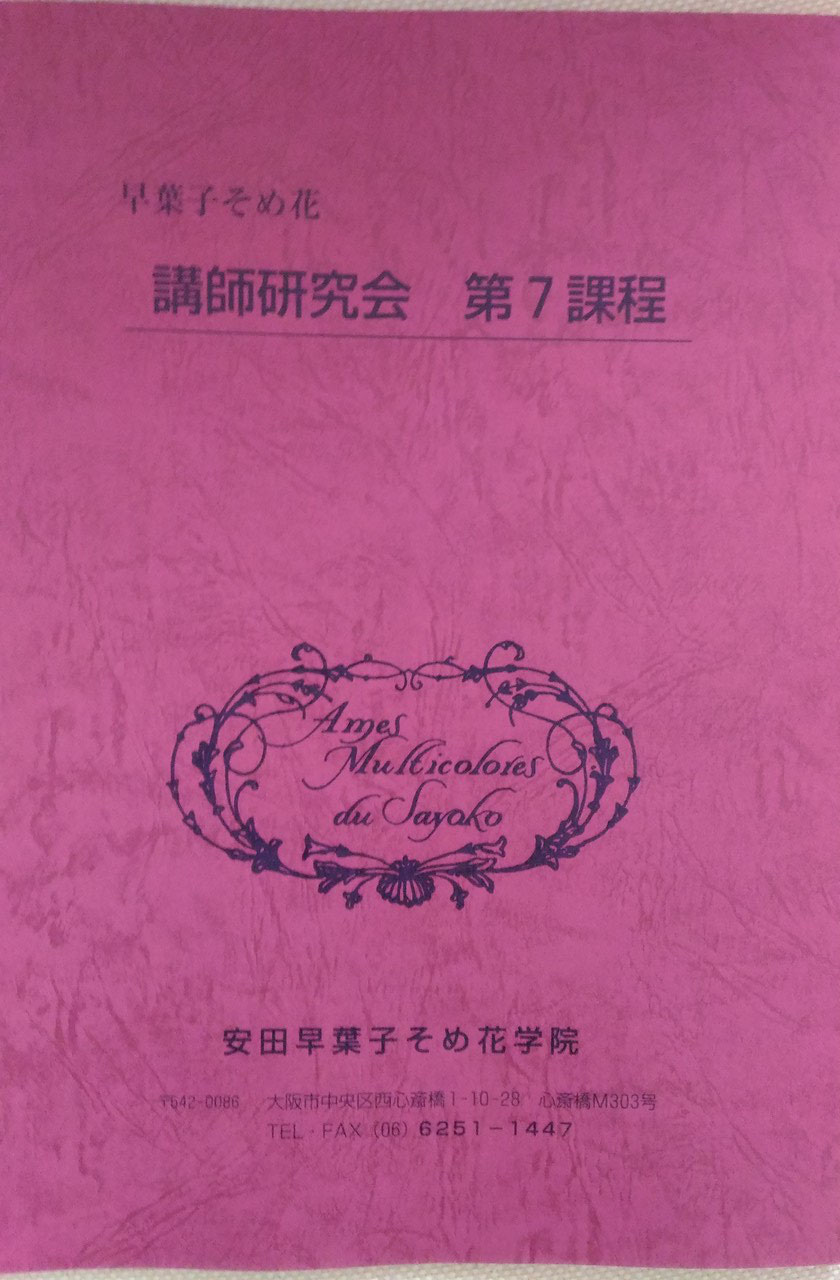 早葉子そめ花
講師研究会　第７課程
Ames
Multicolores
du Sayoko
安田早葉子そめ花学院
〒542-0086　大阪市中央区西心斎橋1-10-28　心斎橋M303号
TEL・FAX（06）6251－1447